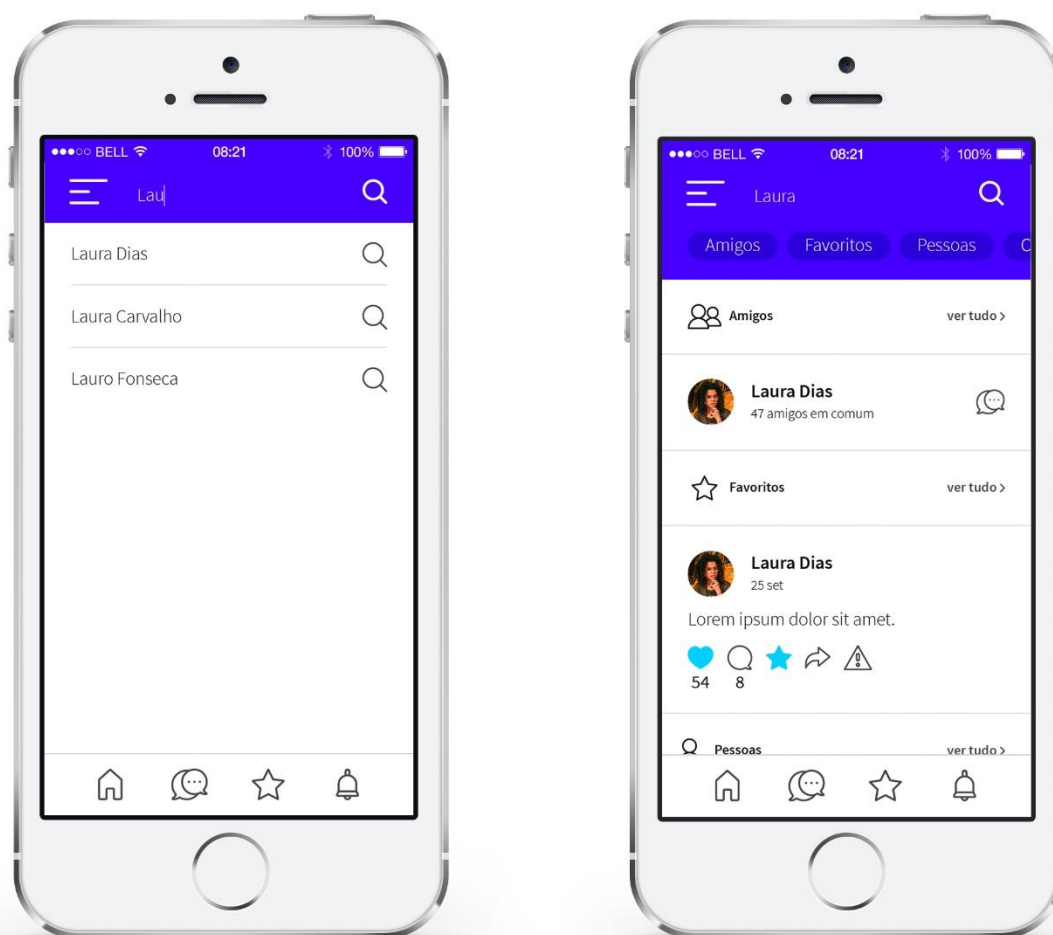 BELL 08:21 100%
Lau
Laura Dias
Laura Carvalho
Lauro Fonseca
BELL 08:21 100%
Laura
Amigos Favoritos Pessoas C
Amigos ver tudo >
Laura Dias
47 amigos em comum
Favoritos ver tudo >
Laura Dias
25 set
Lorem ipsum dolor sit amet.
54 8
Pessoas ver tudo >